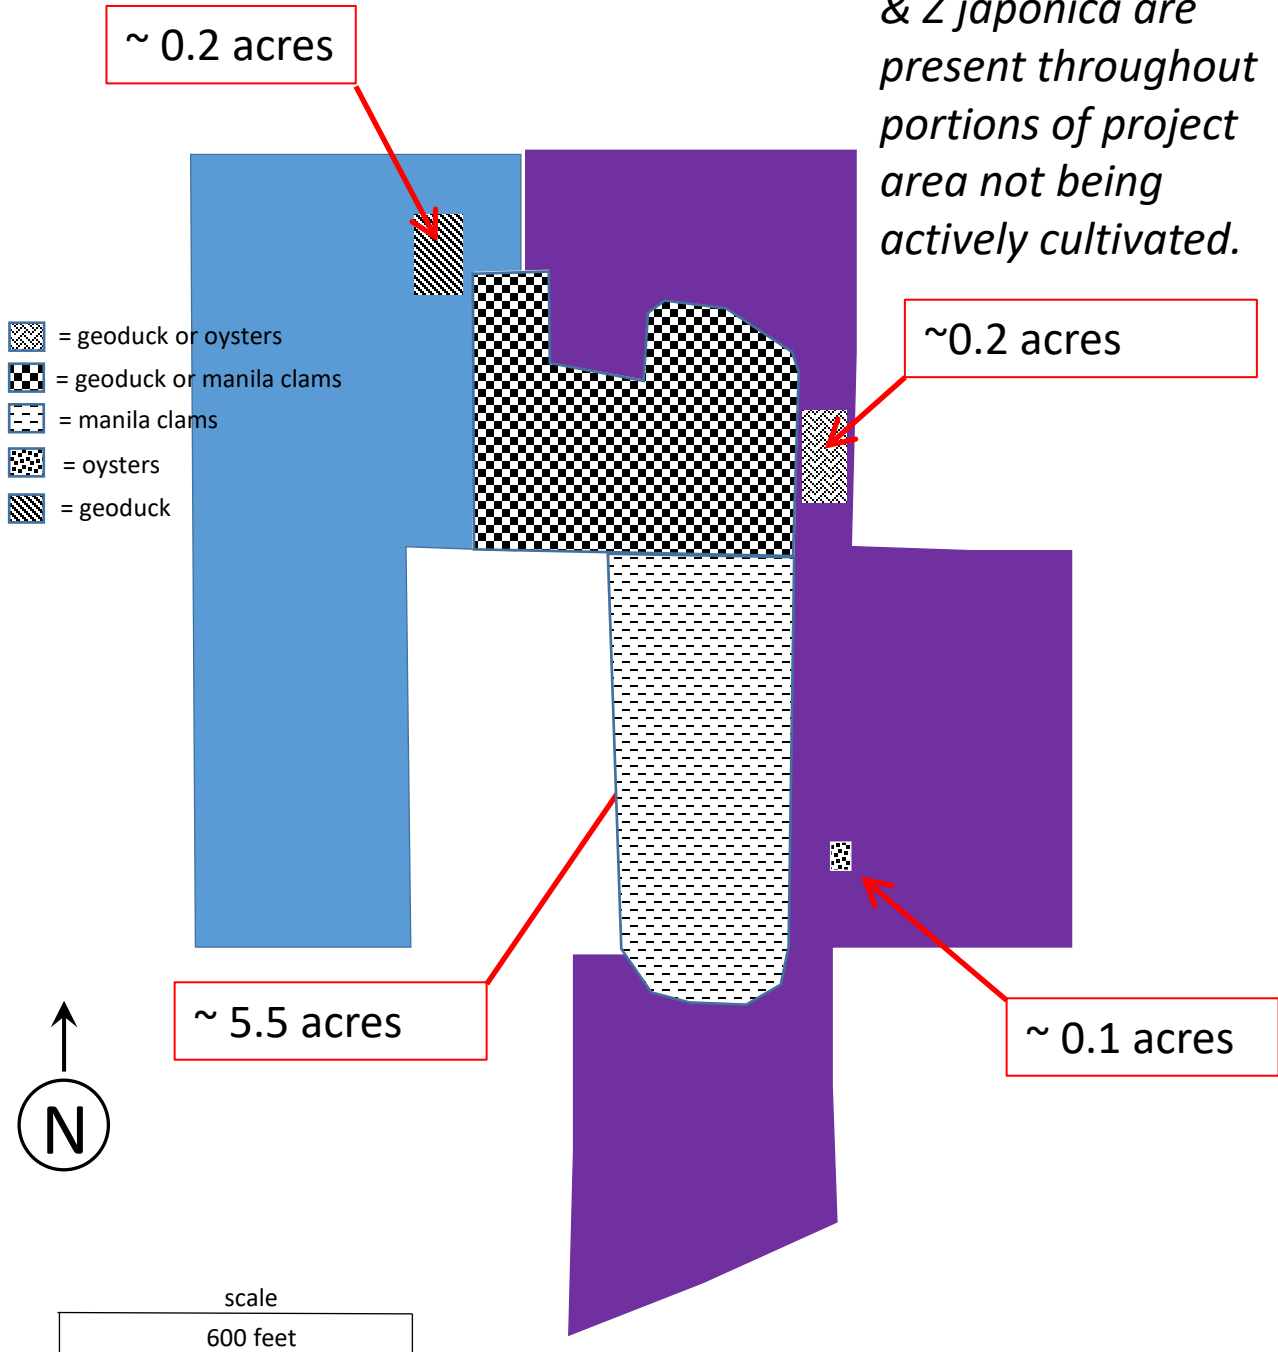 & Z japonica are
present throughout
portions of project
area not being
actively cultivated.
~ 0.2 acres
~0.2 acres
= geoduck or oysters
= geoduck or manila clams
= manila clams
= oysters
= geoduck
~ 5.5 acres
~ 0.1 acres
N
scale
600 feet